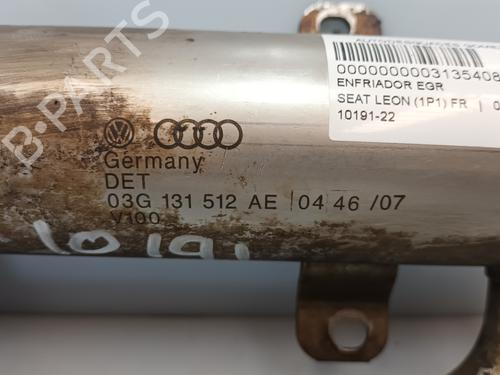 0000000003135408
ENFRIADOR EGR
SEAT LEON (1P1) FR |
10191-22
Germany
DET
03G 131 512 AE | 04 46 /07
V100
10191
B-PARTS